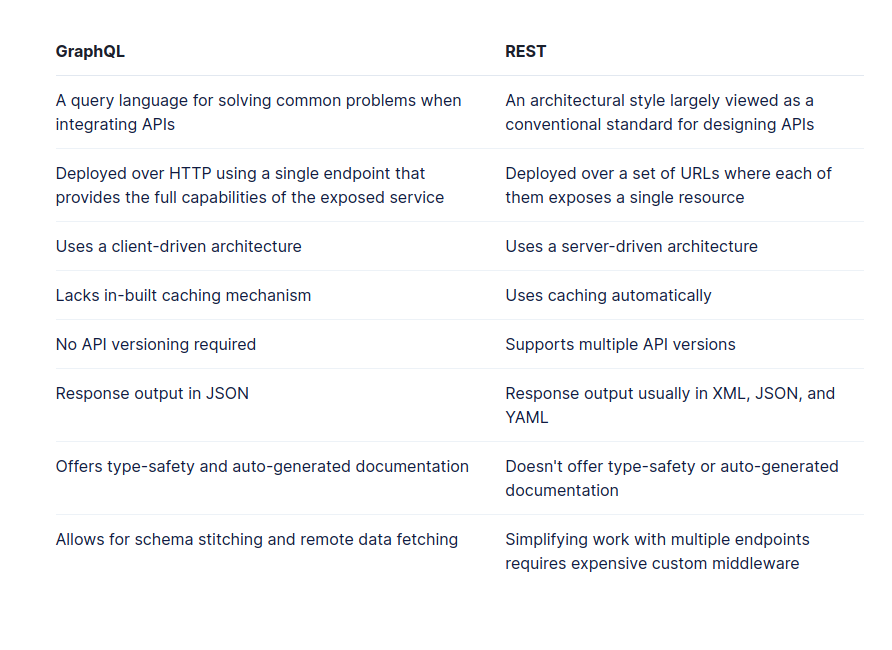 GraphQL
REST
A query language for solving common problems when
integrating APIs
An architectural style largely viewed as a
conventional standard for designing APIs
Deployed over HTTP using a single endpoint that
provides the full capabilities of the exposed service
Deployed over a set of URLs where each of
them exposes a single resource
Uses a client-driven architecture
Uses a server-driven architecture
Lacks in-built caching mechanism
Uses caching automatically
No API versioning required
Supports multiple API versions
Response output in JSON
Response output usually in XML, JSON, and
YAML
Offers type-safety and auto-generated documentation
Doesn't offer type-safety or auto-generated
documentation
Allows for schema stitching and remote data fetching
Simplifying work with multiple endpoints
requires expensive custom middleware